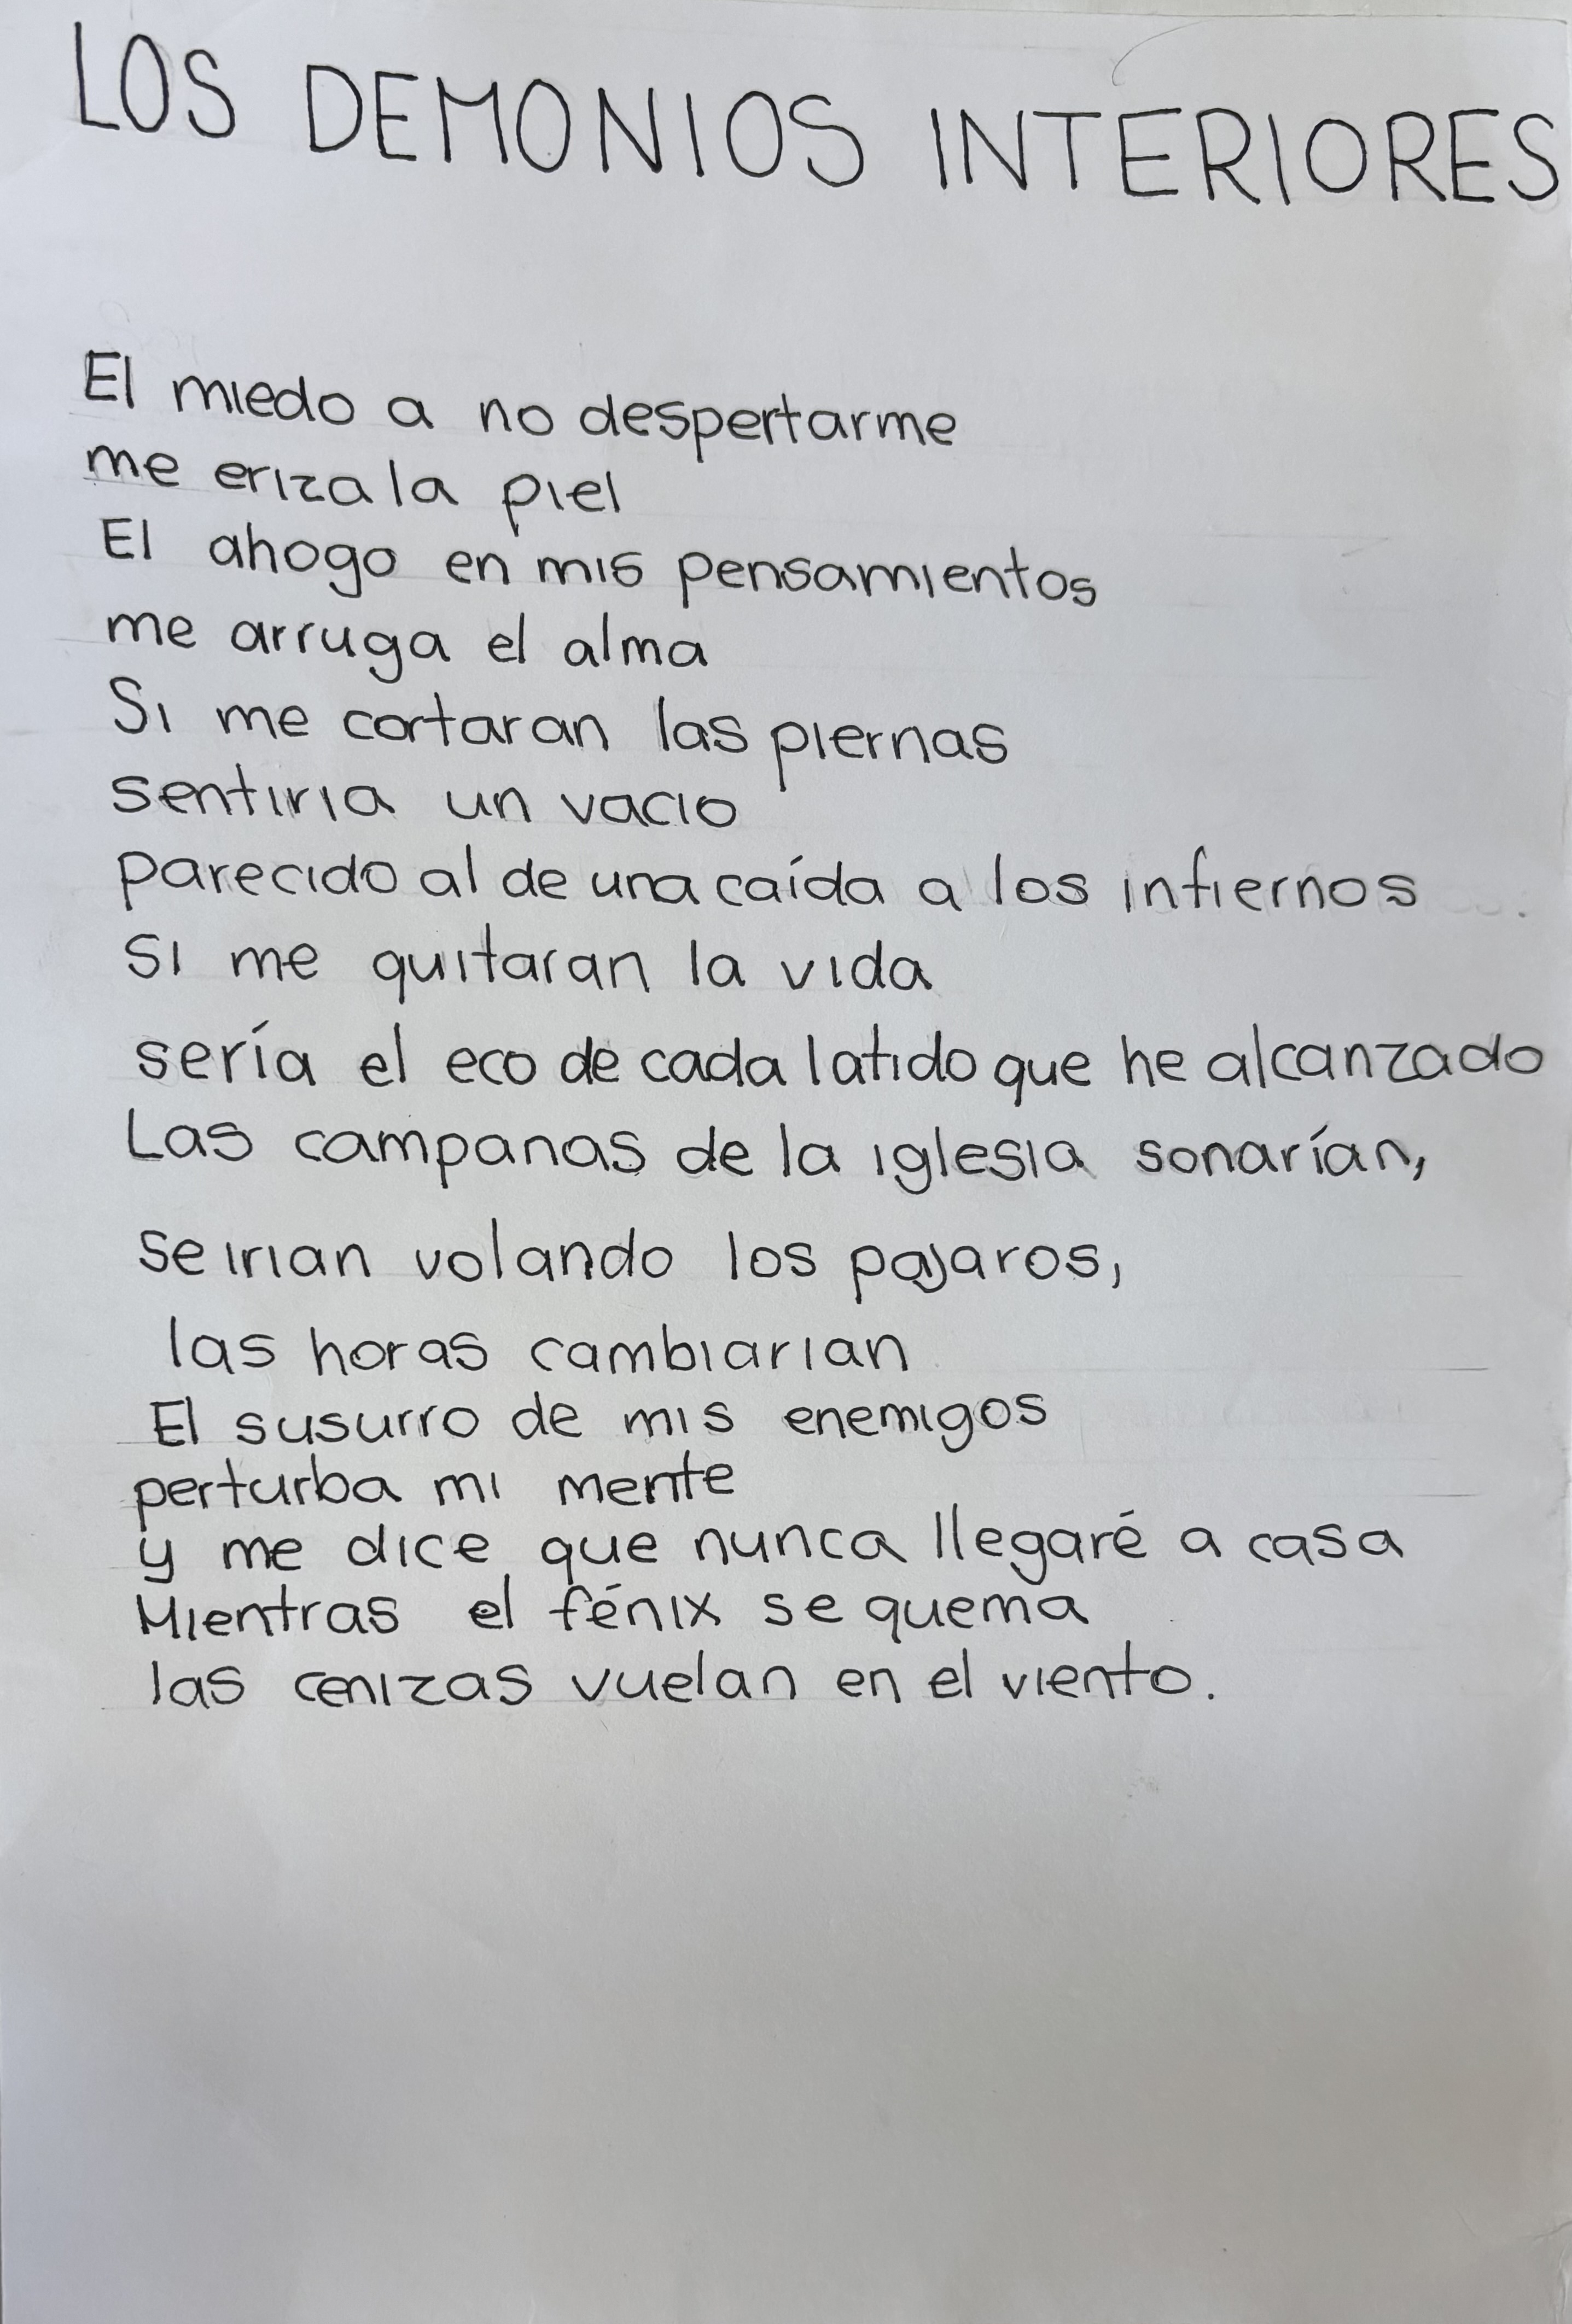 LOS DEMONIOS INTERIORES
El miedo a no despertarme
me eriza la piel
El ahogo en mis pensamientos
me arruga el alma
Si me cortaran las piernas
sentiria un vacio
parecido al de una caída a los infiernos
si me quitaran la vida
sería el eco de cada latido que he alcanzado
Las campanas de la iglesia sonarían,
se irian volando los pajaros,
las horas cambiarian
El susurro de mis enemigos
perturba mi mente
y me dice que nunca llegaré a casa
Mientras el fénix se quema
las cenizas vuelan en el viento.